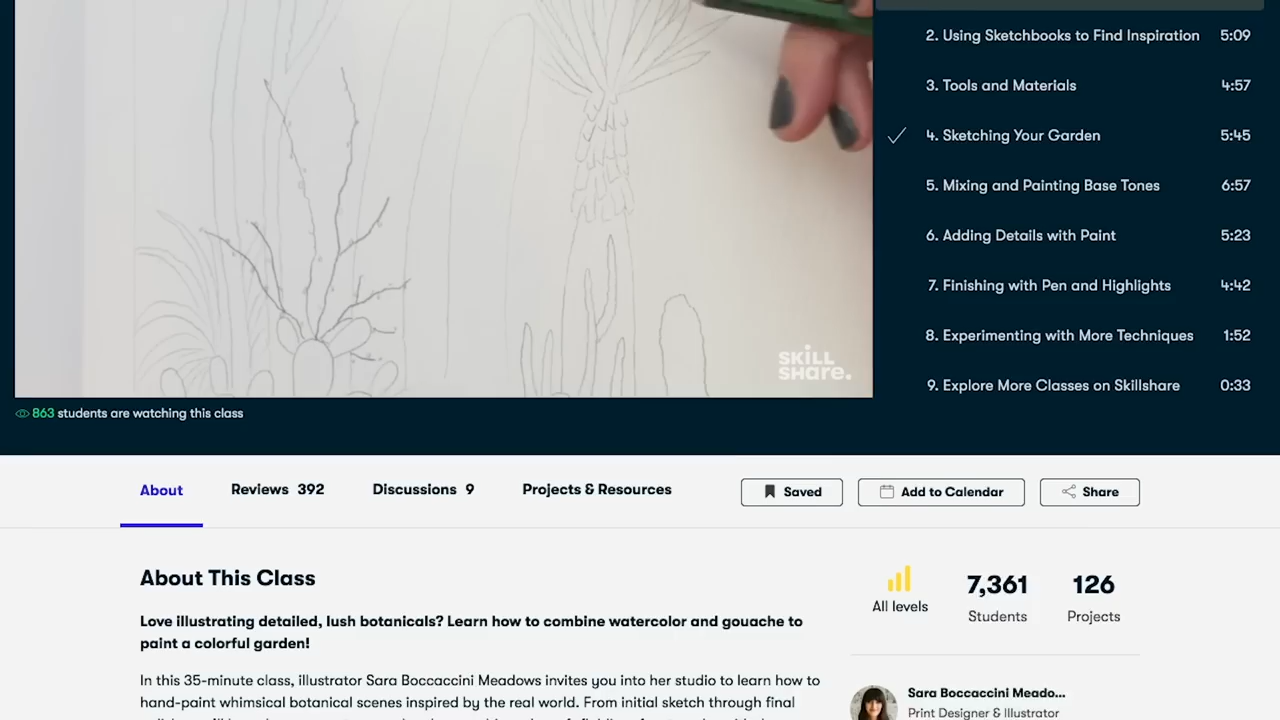 2. Using Sketchbooks to Find Inspiration 5:09
3. Tools and Materials 4:57
4. Sketching Your Garden 5:45
5. Mixing and Painting Base Tones 6:57
6. Adding Details with Paint 5:23
7. Finishing with Pen and Highlights 4:42
8. Experimenting with More Techniques 1:52
9. Explore More Classes on Skillshare 0:33
SKILL
SHARE.
863 students are watching this class
About Reviews 392 Discussions 9 Projects & Resources Saved Add to Calendar Share
About This Class
Love illustrating detailed, lush botanicals? Learn how to combine watercolor and gouache to
paint a colorful garden!
In this 35-minute class, illustrator Sara Boccaccini Meadows invites you into her studio to learn how to
hand-paint whimsical botanical scenes inspired by the real world. From initial sketch through final
All levels
7,361
Students
126
Projects
Sara Boccaccini Meado...
Print Designer & Illustrator